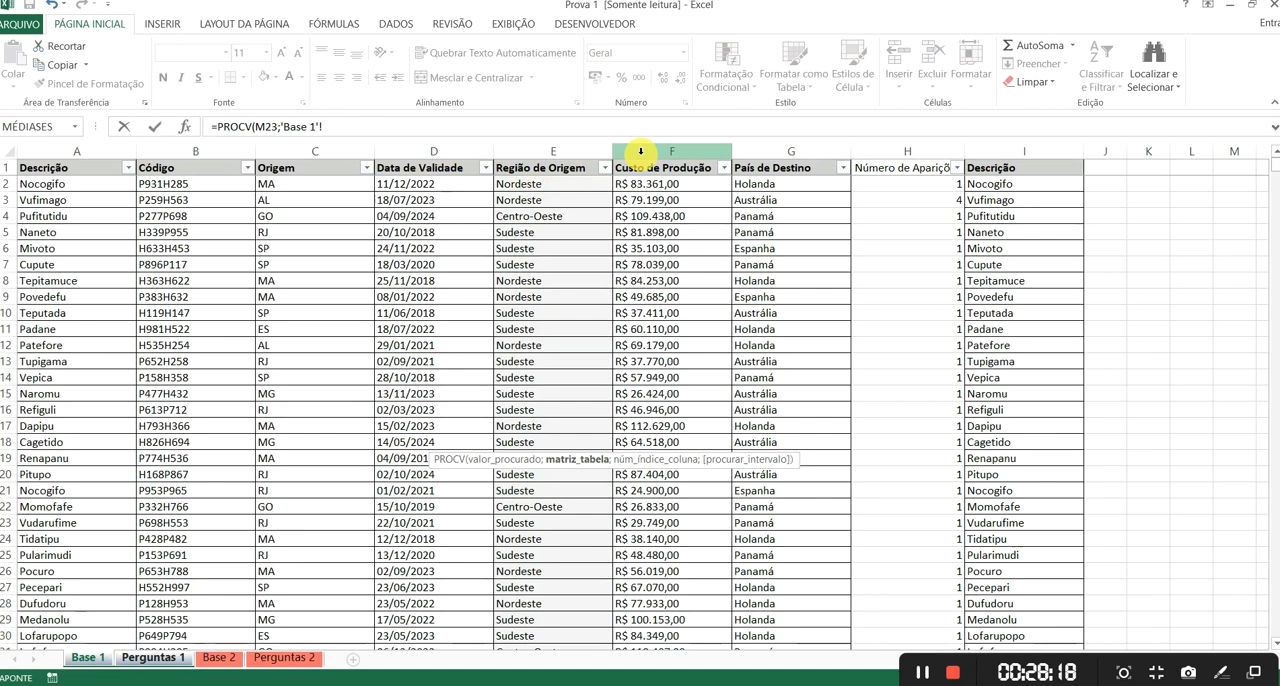 Prova 1 [Somente leitura] - Excel
ARQUIVO PÁGINA INICIAL INSERIR LAYOUT DA PÁGINA FÓRMULAS DADOS REVISÃO EXIBIÇÃO DESENVOLVEDOR
Recortar
Copiar
Pincel de Formatação
Colar
11
N I S
Quebrar Texto Automaticamente
Mesclar e Centralizar
Geral
% 000
Formatação Condicional
Formatar como Tabela
Estilos de Célula
Inserir Excluir Formatar
AutoSoma
Preencher
Limpar
Classificar e Filtrar
Localizar e Selecionar
Área de Transferência Fonte Alinhamento Número Estilo Células Edição
MÉDIASES =PROCV(M23;'Base 1'!
A B C D E F G H I J K L M
1 Descrição Código Origem Data de Validade Região de Origem Custo de Produção País de Destino Número de Apariçõ Descrição
2 Nocogifo P931H285 MA 11/12/2022 Nordeste R$ 83.361,00 Holanda 1 Nocogifo
3 Vufimago P259H563 AL 18/07/2023 Nordeste R$ 79.199,00 Austrália 4 Vufimago
4 Pufitutidu P277P698 GO 04/09/2024 Centro-Oeste R$ 109.438,00 Panamá 1 Pufitutidu
5 Naneto H339P955 RJ 20/10/2018 Sudeste R$ 81.898,00 Panamá 1 Naneto
6 Mivoto H633H453 SP 24/11/2022 Sudeste R$ 35.103,00 Espanha 1 Mivoto
7 Cupute P896P117 SP 18/03/2020 Sudeste R$ 78.039,00 Panamá 1 Cupute
8 Tepitamuce H363H622 MA 25/11/2018 Nordeste R$ 84.253,00 Holanda 1 Tepitamuce
9 Povedefu P383H632 MA 08/01/2022 Nordeste R$ 49.685,00 Espanha 1 Povedefu
10 Teputada H119H147 SP 11/06/2018 Sudeste R$ 37.411,00 Austrália 1 Teputada
11 Padane H981H522 ES 18/07/2022 Sudeste R$ 60.110,00 Holanda 1 Padane
12 Patefore H535H254 AL 29/01/2021 Nordeste R$ 69.179,00 Holanda 1 Patefore
13 Tupigama P652H258 RJ 02/09/2021 Sudeste R$ 37.770,00 Austrália 1 Tupigama
14 Vepica P158H358 SP 28/10/2018 Sudeste R$ 57.949,00 Panamá 1 Vepica
15 Naromu P477H432 MG 13/11/2023 Sudeste R$ 26.424,00 Austrália 1 Naromu
16 Refiguli P613P712 RJ 02/03/2023 Sudeste R$ 46.946,00 Austrália 1 Refiguli
17 Dapipu H793H366 MA 15/02/2023 Nordeste R$ 112.629,00 Holanda 1 Dapipu
18 Cagetido H826H694 MG 14/05/2024 Sudeste R$ 64.518,00 Austrália 1 Cagetido
19 Renapanu P774H536 MA 04/09/201 PROCV(valor_procurado; matriz_tabela; núm_índice_coluna; [procurar_intervalo]) 1 Renapanu
20 Pitupo H168P867 RJ 02/10/2024 Sudeste R$ 87.404,00 Austrália 1 Pitupo
21 Nocogifo P953P965 RJ 01/02/2021 Sudeste R$ 24.900,00 Espanha 1 Nocogifo
22 Momofafe P332H766 GO 15/10/2019 Centro-Oeste R$ 26.833,00 Panamá 1 Momofafe
23 Vudarufime P698H553 RJ 22/10/2021 Sudeste R$ 29.749,00 Panamá 1 Vudarufime
24 Tidatipu P428P482 MA 12/12/2018 Nordeste R$ 38.140,00 Holanda 1 Tidatipu
25 Pularimudi P153P691 RJ 13/12/2020 Sudeste R$ 48.480,00 Panamá 1 Pularimudi
26 Pocuro P653H788 MA 02/09/2023 Nordeste R$ 56.019,00 Panamá 1 Pocuro
27 Pecepari H552H997 SP 23/06/2023 Sudeste R$ 67.070,00 Holanda 1 Pecepari
28 Dufudoru P128H953 MA 23/05/2022 Nordeste R$ 77.933,00 Holanda 1 Dufudoru
29 Medanolu P528H535 MG 17/05/2022 Sudeste R$ 100.153,00 Holanda 1 Medanolu
30 Lofarupopo P649P794 ES 23/05/2023 Sudeste R$ 84.349,00 Holanda 1 Lofarupopo
Base 1 Perguntas 1 Base 2 Perguntas 2
APONTE
00:28:18